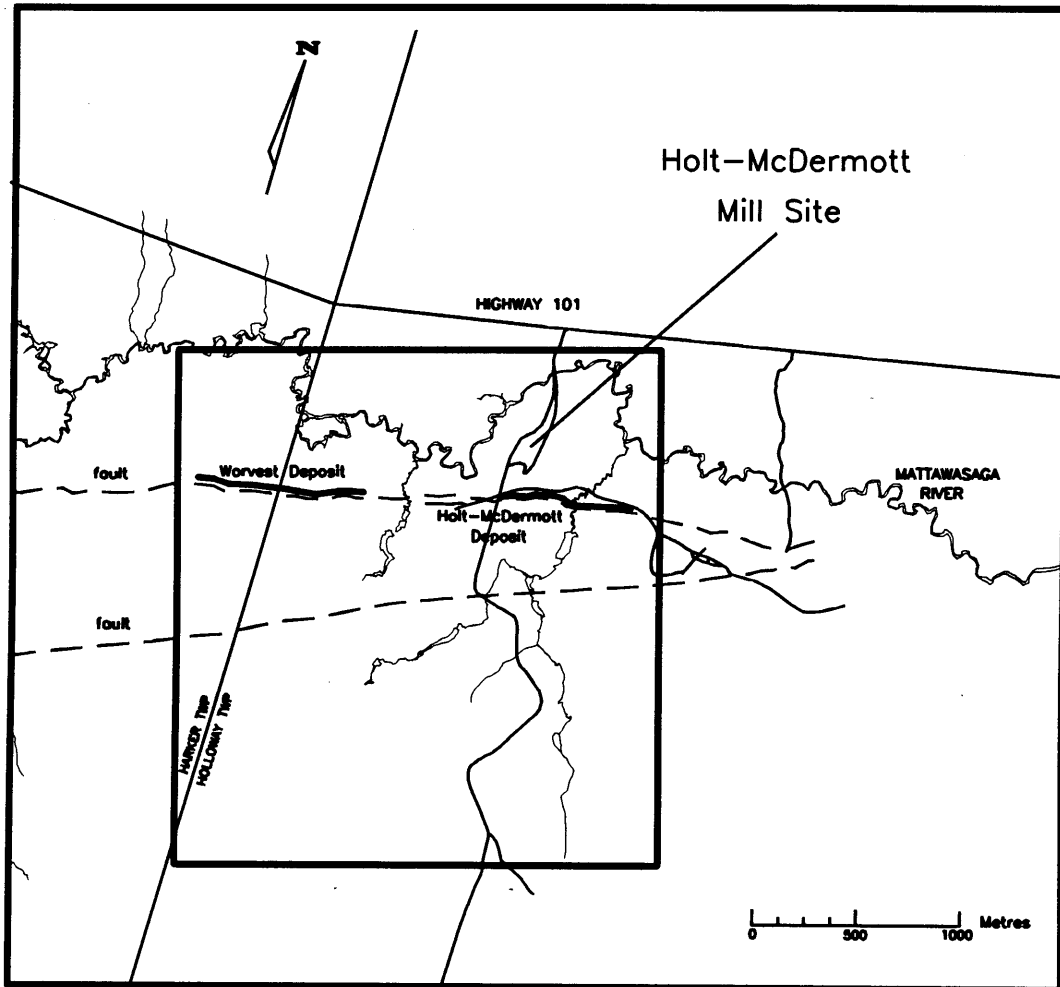 N
Holt-McDermott
Mill Site
HIGHWAY 101
fault
Worvest Deposit
MATTAWASAGA
RIVER
Holt-McDermott
Deposit
fault
HARKER TWP
HOLLOWAY TWP
0 500 1000 Metres